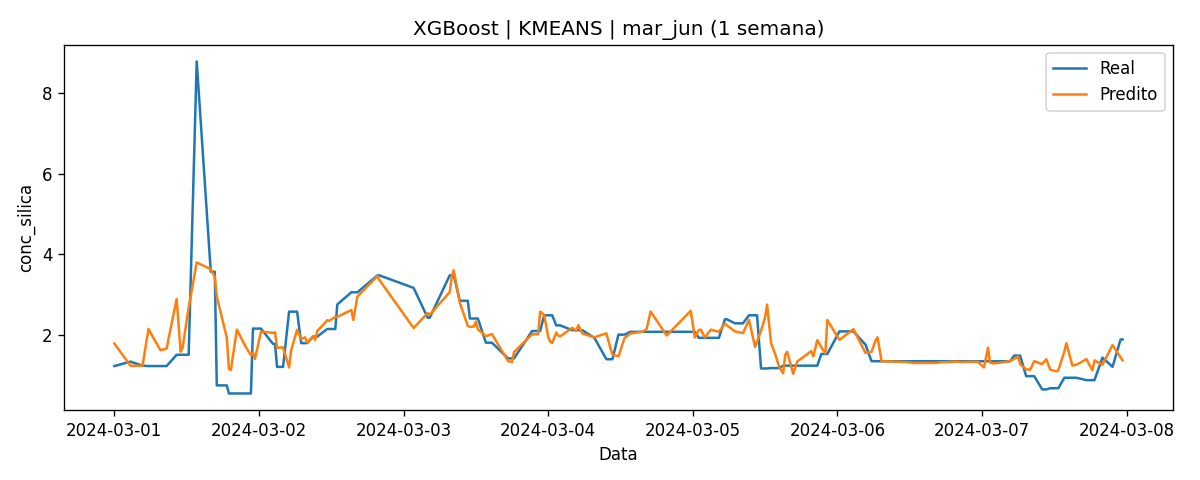 XGBoost | KMEANS | mar_jun (1 semana)
Real
Predito
conc_silica
8
6
4
2
2024-03-01 2024-03-02 2024-03-03 2024-03-04 2024-03-05 2024-03-06 2024-03-07 2024-03-08
Data